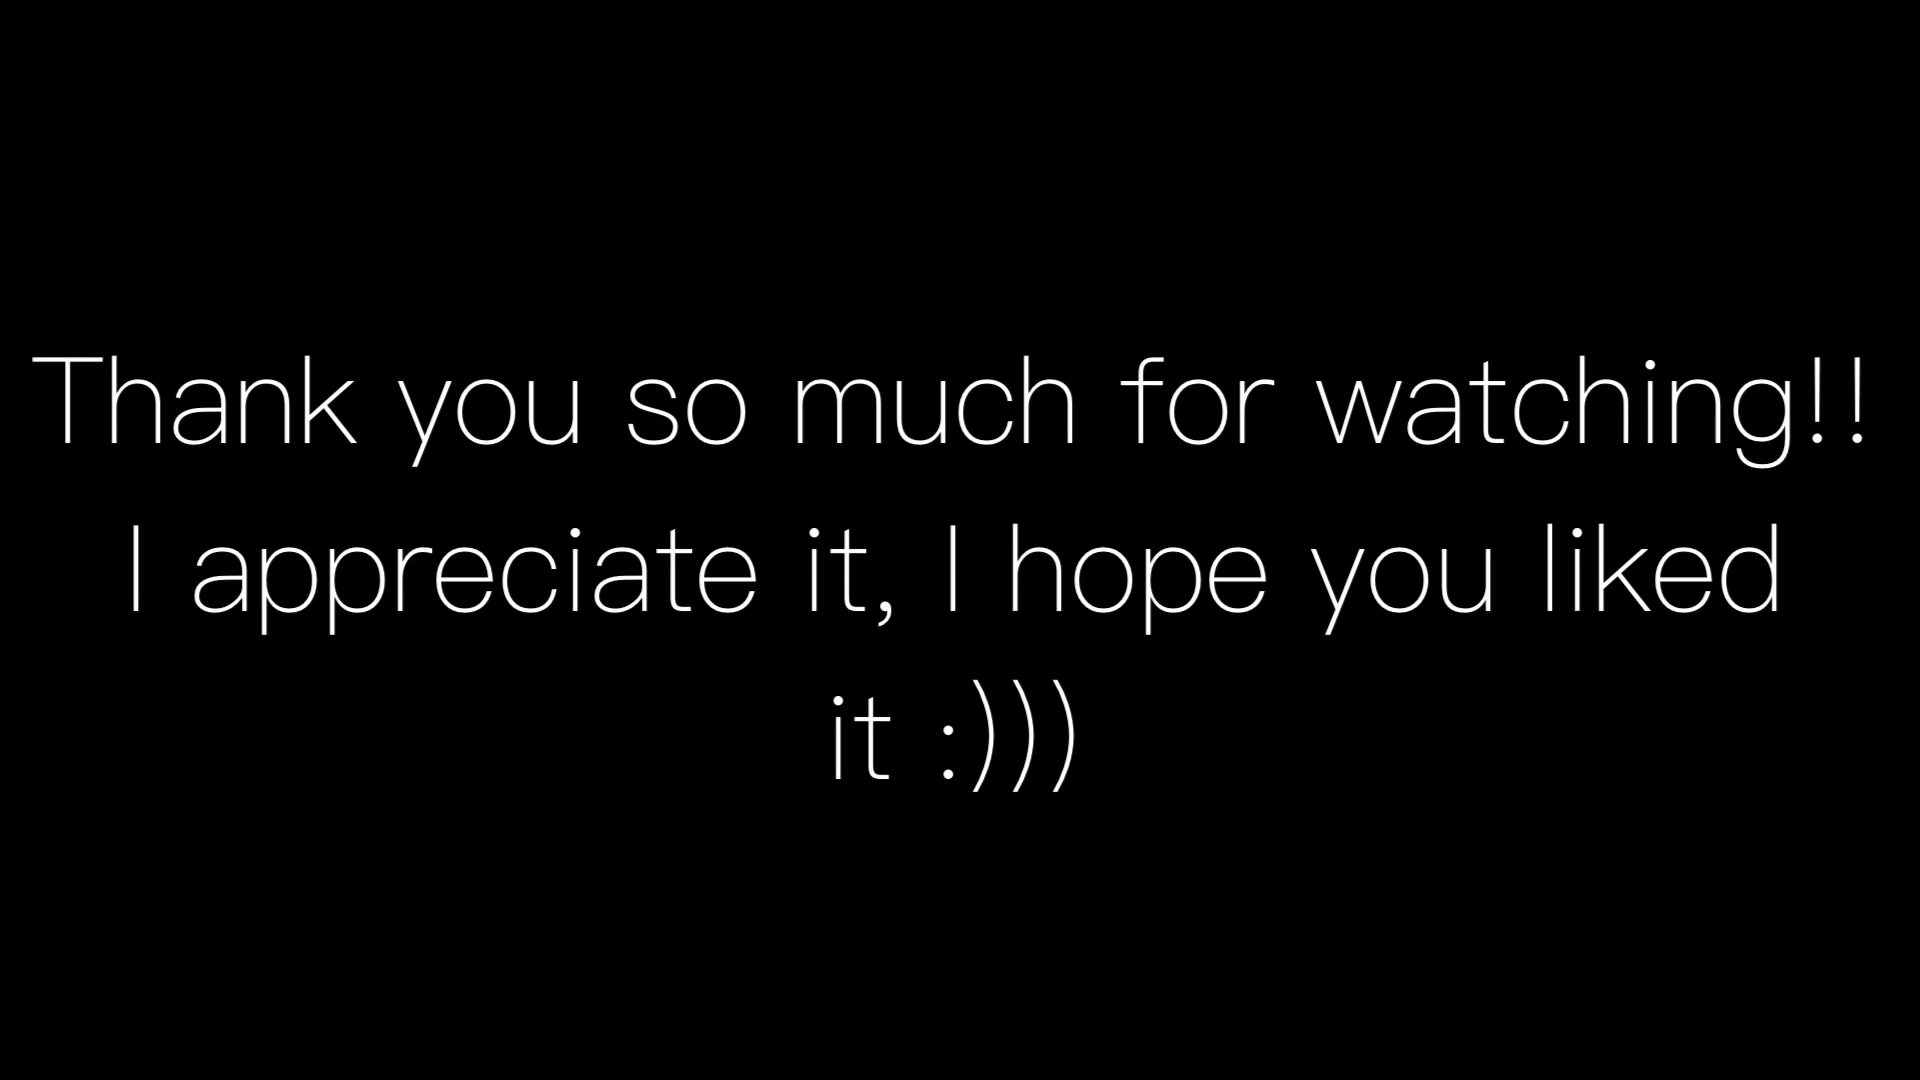 Thank you so much for watching!!
I appreciate it, I hope you liked
it :)))